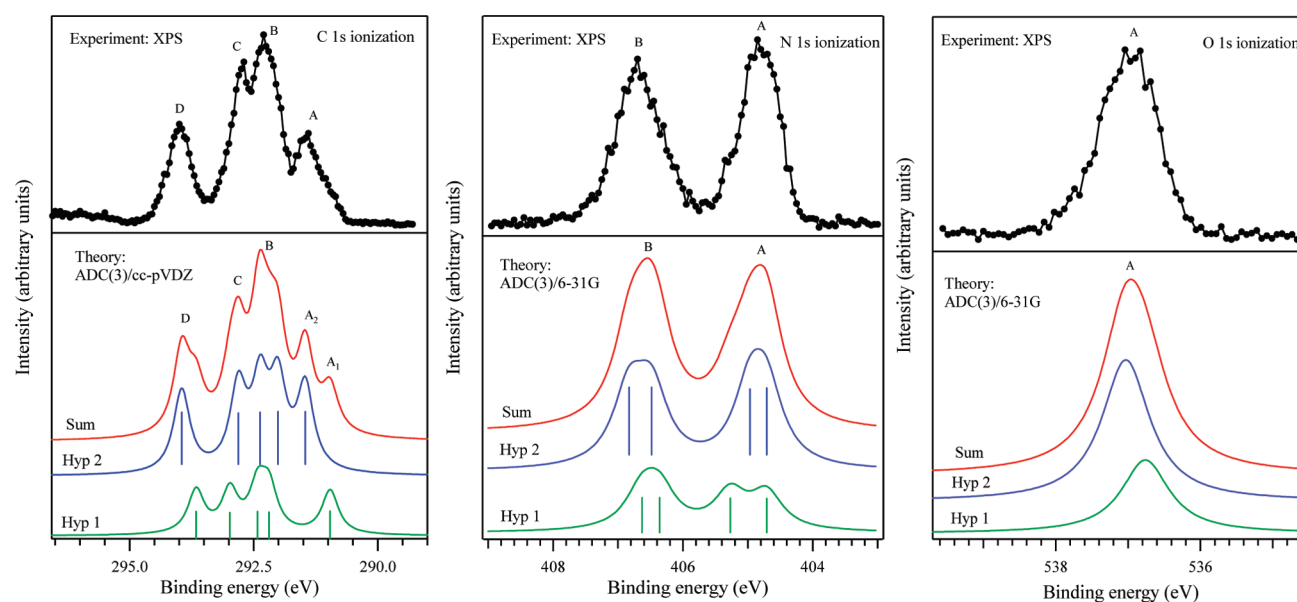 Experiment: XPS
C 1s ionization
B
C
D
A
Theory:
ADC(3)/cc-pVDZ
B
C
D
A2
A1
Sum
Hyp 2
Hyp 1
295.0 292.5 290.0
Binding energy (eV)
Intensity (arbitrary units)
Experiment: XPS
N 1s ionization
B
A
Theory:
ADC(3)/6-31G
B
A
Sum
Hyp 2
Hyp 1
408 406 404
Binding energy (eV)
Intensity (arbitrary units)
Experiment: XPS
O 1s ionization
A
Theory:
ADC(3)/6-31G
A
Sum
Hyp 2
Hyp 1
538 536
Binding energy (eV)
Intensity (arbitrary units)